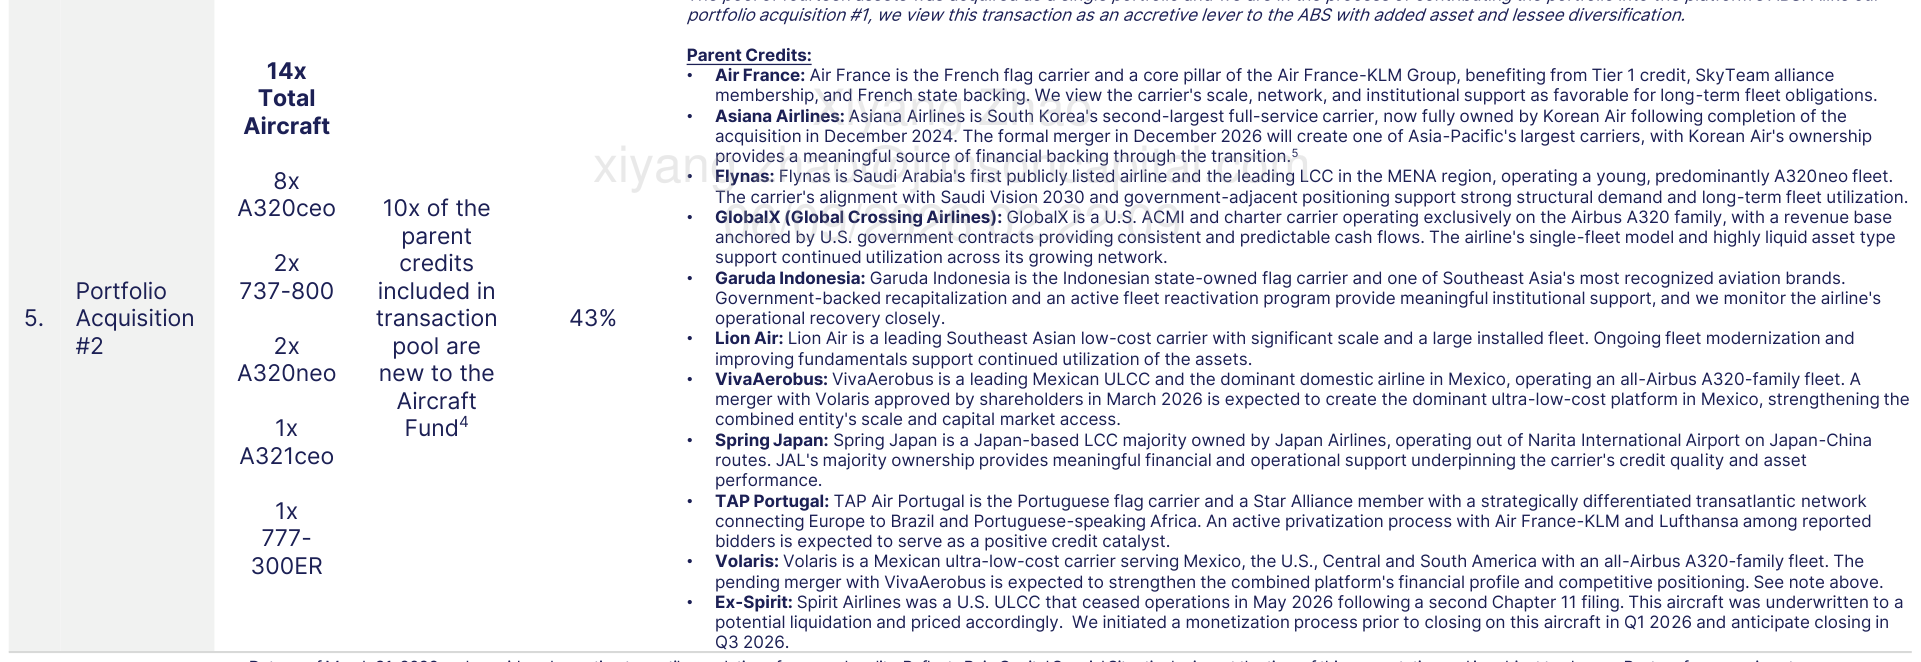 portfolio acquisition #1, we view this transaction as an accretive lever to the ABS with added asset and lessee diversification.
5.
Portfolio
Acquisition
#2
14x
Total
Aircraft
8x
A320ceo
2x
737-800
2x
A320neo
1x
A321ceo
1x
777-
300ER
10x of the
parent
credits
included in
transaction
pool are
new to the
Aircraft
Fund4
43%
Parent Credits:
• Air France: Air France is the French flag carrier and a core pillar of the Air France-KLM Group, benefiting from Tier 1 credit, SkyTeam alliance
membership, and French state backing. We view the carrier's scale, network, and institutional support as favorable for long-term fleet obligations.
• Asiana Airlines: Asiana Airlines is South Korea's second-largest full-service carrier, now fully owned by Korean Air following completion of the
acquisition in December 2024. The formal merger in December 2026 will create one of Asia-Pacific's largest carriers, with Korean Air's ownership
provides a meaningful source of financial backing through the transition.5
• Flynas: Flynas is Saudi Arabia's first publicly listed airline and the leading LCC in the MENA region, operating a young, predominantly A320neo fleet.
The carrier's alignment with Saudi Vision 2030 and government-adjacent positioning support strong structural demand and long-term fleet utilization.
• GlobalX (Global Crossing Airlines): GlobalX is a U.S. ACMI and charter carrier operating exclusively on the Airbus A320 family, with a revenue base
anchored by U.S. government contracts providing consistent and predictable cash flows. The airline's single-fleet model and highly liquid asset type
support continued utilization across its growing network.
• Garuda Indonesia: Garuda Indonesia is the Indonesian state-owned flag carrier and one of Southeast Asia's most recognized aviation brands.
Government-backed recapitalization and an active fleet reactivation program provide meaningful institutional support, and we monitor the airline's
operational recovery closely.
• Lion Air: Lion Air is a leading Southeast Asian low-cost carrier with significant scale and a large installed fleet. Ongoing fleet modernization and
improving fundamentals support continued utilization of the assets.
• VivaAerobus: VivaAerobus is a leading Mexican ULCC and the dominant domestic airline in Mexico, operating an all-Airbus A320-family fleet. A
merger with Volaris approved by shareholders in March 2026 is expected to create the dominant ultra-low-cost platform in Mexico, strengthening the
combined entity's scale and capital market access.
• Spring Japan: Spring Japan is a Japan-based LCC majority owned by Japan Airlines, operating out of Narita International Airport on Japan-China
routes. JAL's majority ownership provides meaningful financial and operational support underpinning the carrier's credit quality and asset
performance.
• TAP Portugal: TAP Air Portugal is the Portuguese flag carrier and a Star Alliance member with a strategically differentiated transatlantic network
connecting Europe to Brazil and Portuguese-speaking Africa. An active privatization process with Air France-KLM and Lufthansa among reported
bidders is expected to serve as a positive credit catalyst.
• Volaris: Volaris is a Mexican ultra-low-cost carrier serving Mexico, the U.S., Central and South America with an all-Airbus A320-family fleet. The
pending merger with VivaAerobus is expected to strengthen the combined platform's financial profile and competitive positioning. See note above.
• Ex-Spirit: Spirit Airlines was a U.S. ULCC that ceased operations in May 2026 following a second Chapter 11 filing. This aircraft was underwritten to a
potential liquidation and priced accordingly. We initiated a monetization process prior to closing on this aircraft in Q1 2026 and anticipate closing in
Q3 2026.
Xiyang Zhao